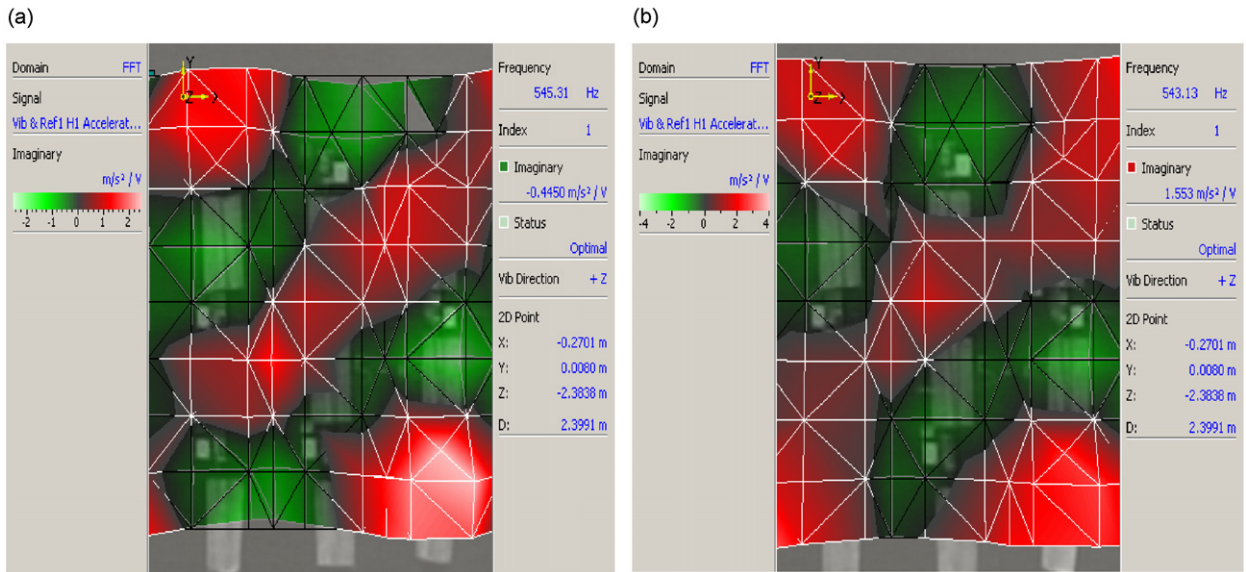 (a)
Domain FFT
Signal
Vib & Ref1 H1 Accelerat...
Imaginary
m/s² / V
-2 -1 0 1 2
Y
Z
Frequency
545.31 Hz
Index 1
Imaginary
-0.4450 m/s² / V
Status
Optimal
Vib Direction + Z
2D Point
X: -0.2701 m
Y: 0.0080 m
Z: -2.3838 m
D: 2.3991 m
(b)
Domain FFT
Signal
Vib & Ref1 H1 Accelerat...
Imaginary
m/s² / V
-4 -2 0 2 4
Y
Z
Frequency
543.13 Hz
Index 1
Imaginary
1.553 m/s² / V
Status
Optimal
Vib Direction + Z
2D Point
X: -0.2701 m
Y: 0.0080 m
Z: -2.3838 m
D: 2.3991 m